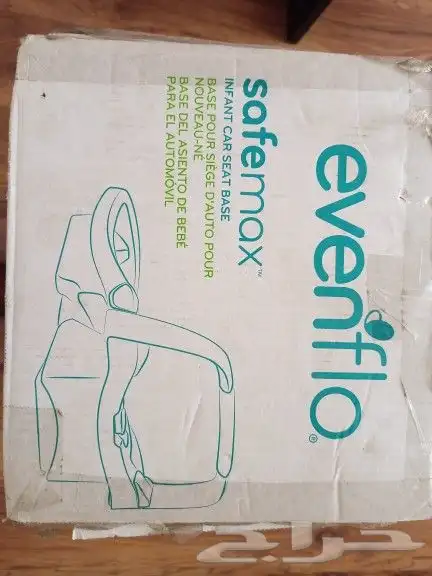 evenflo®
safemax™
INFANT CAR SEAT BASE
BASE POUR SIÈGE D'AUTO POUR
NOUVEAU-NÉ
BASE DEL ASIENTO DE BEBÉ
PARA EL AUTOMÓVIL
حراج